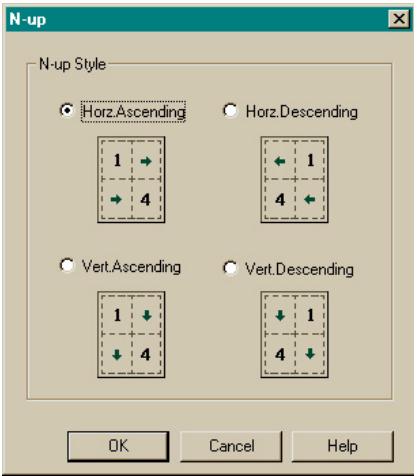 N-up
N-up Style
Horz.Ascending Horz.Descending
1 → ← 1
→ 4 4 ←
Vert.Ascending Vert.Descending
1 ↓ ↓ 1
↓ 4 4 ↓
OK Cancel Help